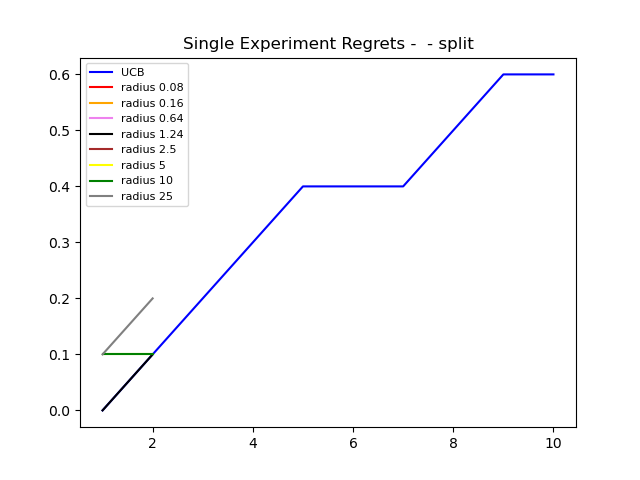 Single Experiment Regrets -  - split
UCB
radius 0.08
radius 0.16
radius 0.64
radius 1.24
radius 2.5
radius 5
radius 10
radius 25
0.6
0.5
0.4
0.3
0.2
0.1
0.0
2 4 6 8 10